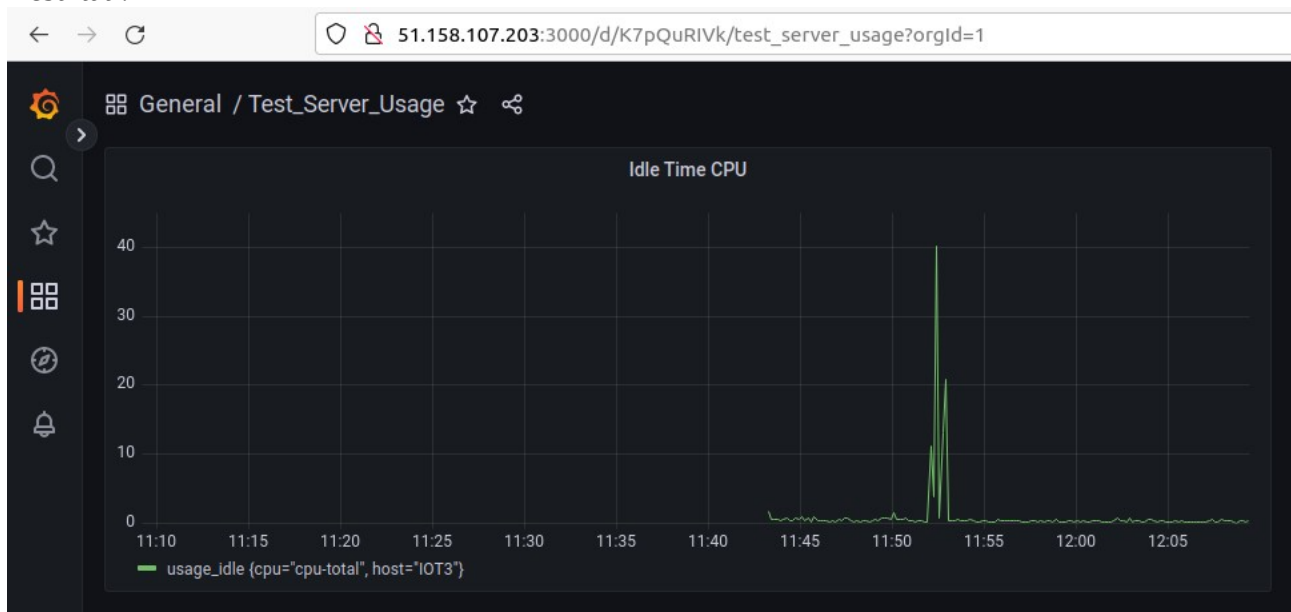 51.158.107.203:3000/d/K7pQuRIVk/test_server_usage?orgId=1
General / Test_Server_Usage
Idle Time CPU
40
30
20
10
0
11:10 11:15 11:20 11:25 11:30 11:35 11:40 11:45 11:50 11:55 12:00 12:05
usage_idle {cpu="cpu-total", host="IOT3"}